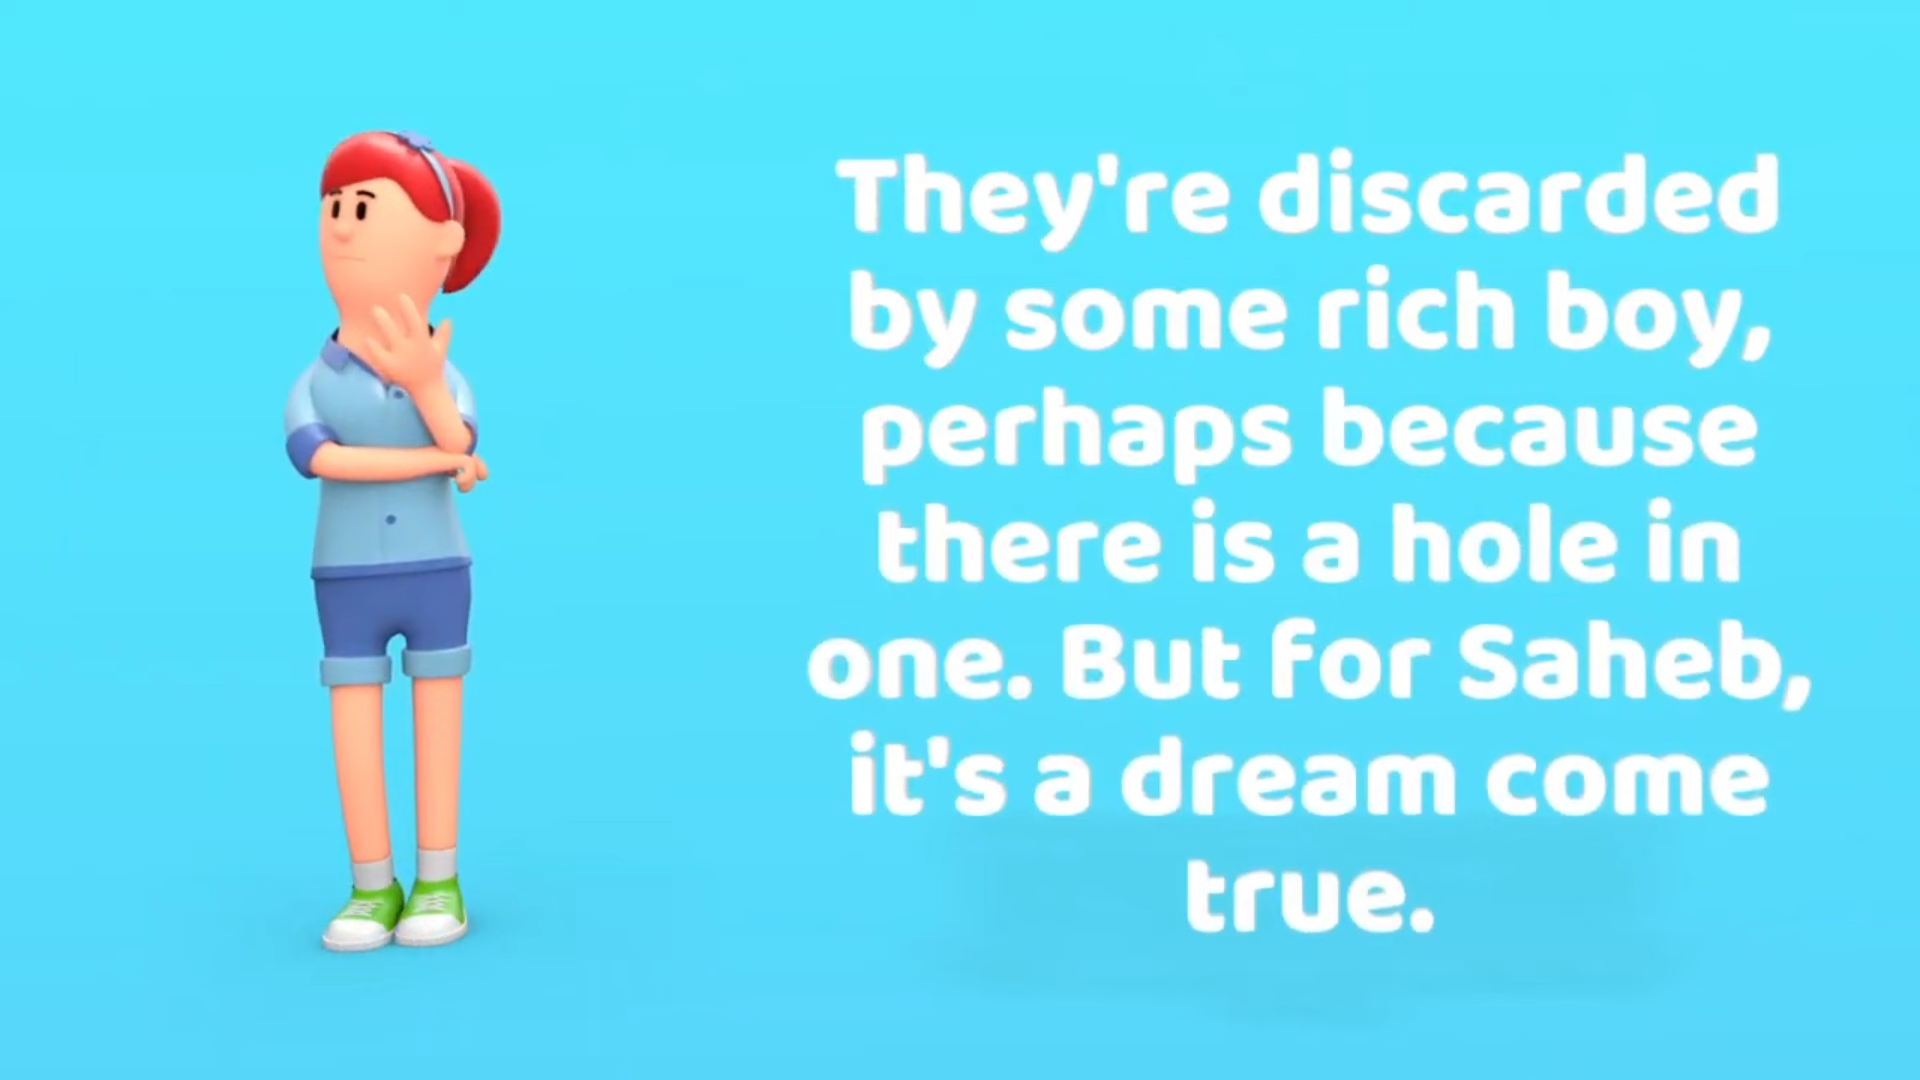 They're discarded
by some rich boy,
perhaps because
there is a hole in
one. But for Saheb,
it's a dream come
true.